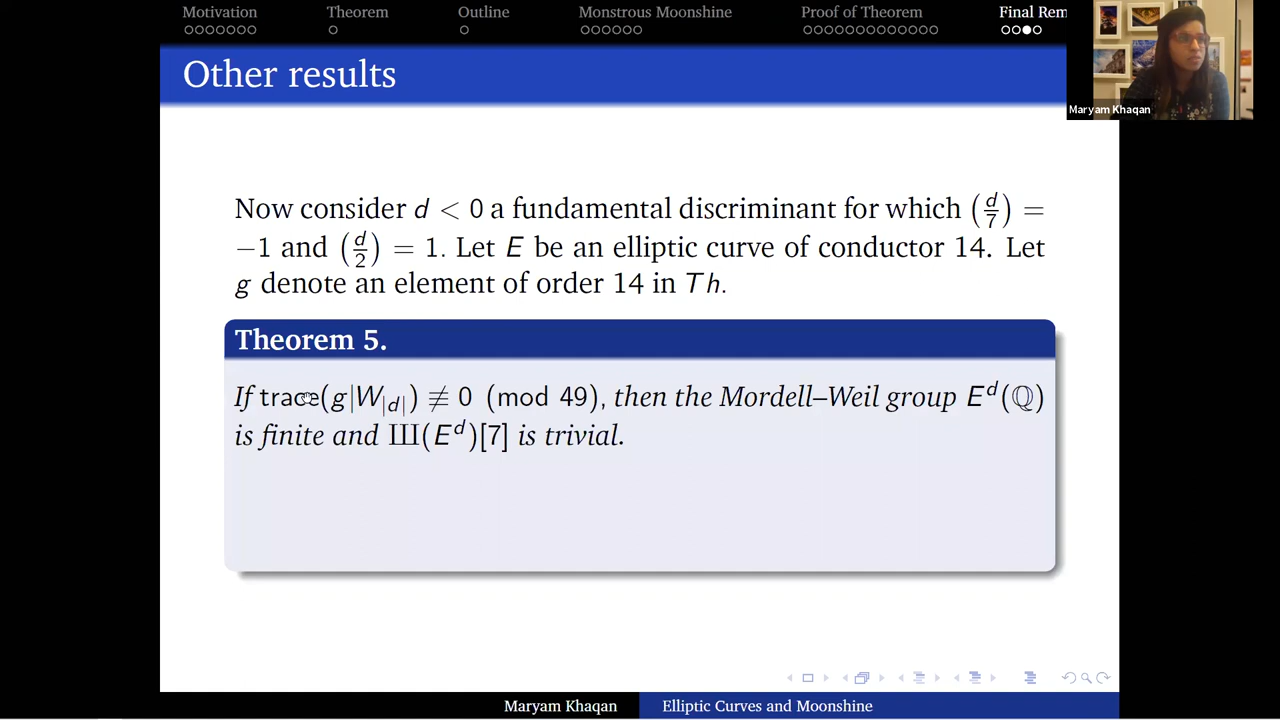 Motivation Theorem Outline Monstrous Moonshine Proof of Theorem Final Rem
Other results
Maryam Khaqan
Now consider d < 0 a fundamental discriminant for which (d/7) =
−1 and (d/2) = 1. Let E be an elliptic curve of conductor 14. Let
g denote an element of order 14 in Th.
Theorem 5.
If trace(g|W_{|d|}) ≢ 0 (mod 49), then the Mordell–Weil group E^d(ℚ)
is finite and Ш(E^d)[7] is trivial.
Maryam Khaqan Elliptic Curves and Moonshine